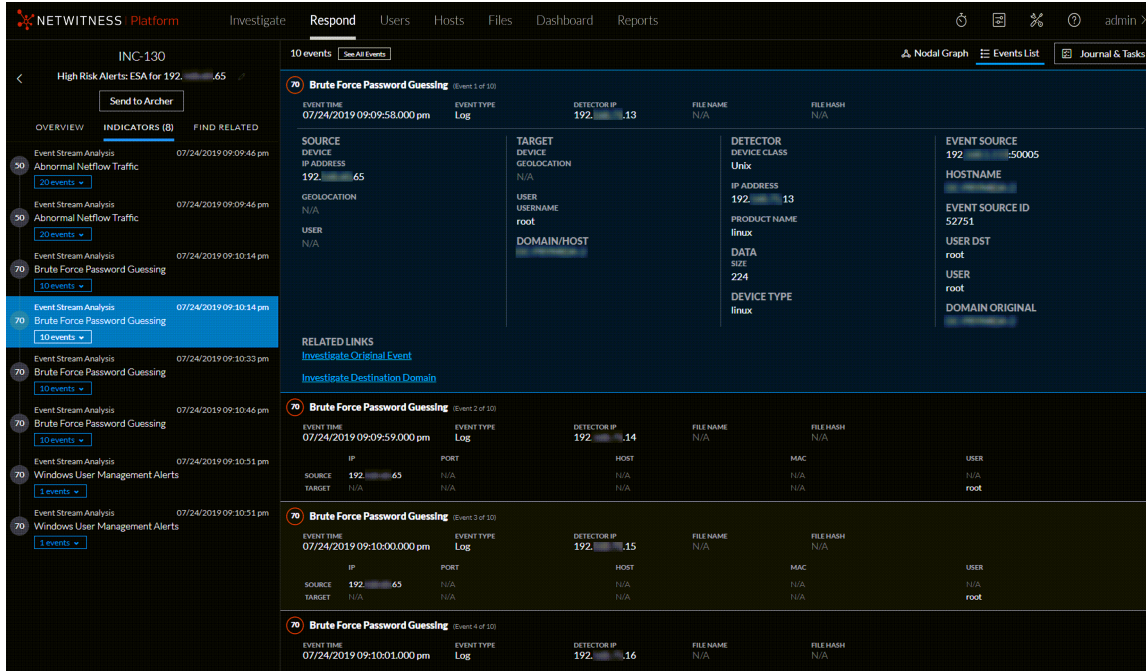 NETWITNESS Platform
Investigate Respond Users Hosts Files Dashboard Reports
admin
INC-130
High Risk Alerts: ESA for 192. .65
Send to Archer
OVERVIEW INDICATORS (8) FIND RELATED
Event Stream Analysis 07/24/2019 09:09:46 pm
50 Abnormal Netflow Traffic
20 events
Event Stream Analysis 07/24/2019 09:09:46 pm
50 Abnormal Netflow Traffic
20 events
Event Stream Analysis 07/24/2019 09:10:14 pm
70 Brute Force Password Guessing
10 events
Event Stream Analysis 07/24/2019 09:10:14 pm
70 Brute Force Password Guessing
10 events
Event Stream Analysis 07/24/2019 09:10:33 pm
70 Brute Force Password Guessing
10 events
Event Stream Analysis 07/24/2019 09:10:46 pm
70 Brute Force Password Guessing
10 events
Event Stream Analysis 07/24/2019 09:10:51 pm
70 Windows User Management Alerts
1 events
Event Stream Analysis 07/24/2019 09:10:51 pm
70 Windows User Management Alerts
1 events
10 events See All Events
Nodal Graph Events List Journal & Tasks
70 Brute Force Password Guessing (Event 1 of 10)
EVENT TIME EVENT TYPE DETECTOR IP FILE NAME FILE HASH
07/24/2019 09:09:58.000 pm Log 192. .13 N/A N/A
SOURCE
DEVICE
IP ADDRESS
192. .65
GEOLOCATION
N/A
USER
N/A
TARGET
DEVICE
GEOLOCATION
N/A
USER
USERNAME
root
DOMAIN/HOST
DETECTOR
DEVICE CLASS
Unix
IP ADDRESS
192. .13
PRODUCT NAME
linux
DATA
SIZE
224
DEVICE TYPE
linux
EVENT SOURCE
192 :50005
HOSTNAME
EVENT SOURCE ID
52751
USER DST
root
USER
root
DOMAIN ORIGINAL
RELATED LINKS
Investigate Original Event
Investigate Destination Domain
70 Brute Force Password Guessing (Event 2 of 10)
EVENT TIME EVENT TYPE DETECTOR IP FILE NAME FILE HASH
07/24/2019 09:09:59.000 pm Log 192. .14 N/A N/A
IP PORT HOST MAC USER
SOURCE 192. .65 N/A N/A N/A N/A
TARGET N/A N/A N/A N/A root
70 Brute Force Password Guessing (Event 3 of 10)
EVENT TIME EVENT TYPE DETECTOR IP FILE NAME FILE HASH
07/24/2019 09:10:00.000 pm Log 192. .15 N/A N/A
IP PORT HOST MAC USER
SOURCE 192. .65 N/A N/A N/A N/A
TARGET N/A N/A N/A N/A root
70 Brute Force Password Guessing (Event 4 of 10)
EVENT TIME EVENT TYPE DETECTOR IP FILE NAME FILE HASH
07/24/2019 09:10:01.000 pm Log 192. .16 N/A N/A